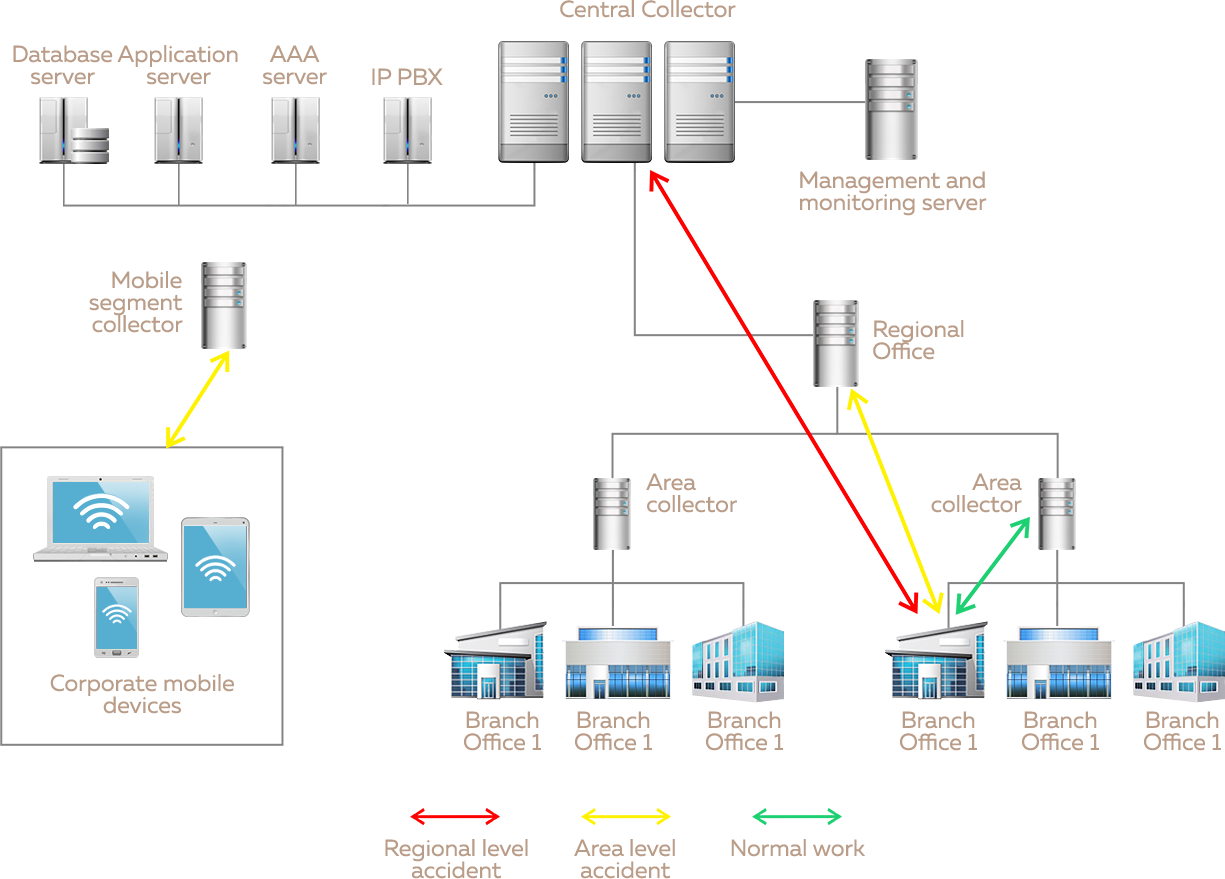 Central Collector
Database
server
Application
server
AAA
server
IP PBX
Management and
monitoring server
Mobile
segment
collector
Regional
Office
Area
collector
Area
collector
Corporate mobile
devices
Branch
Office 1
Branch
Office 1
Branch
Office 1
Branch
Office 1
Branch
Office 1
Branch
Office 1
Regional level
accident
Area level
accident
Normal work